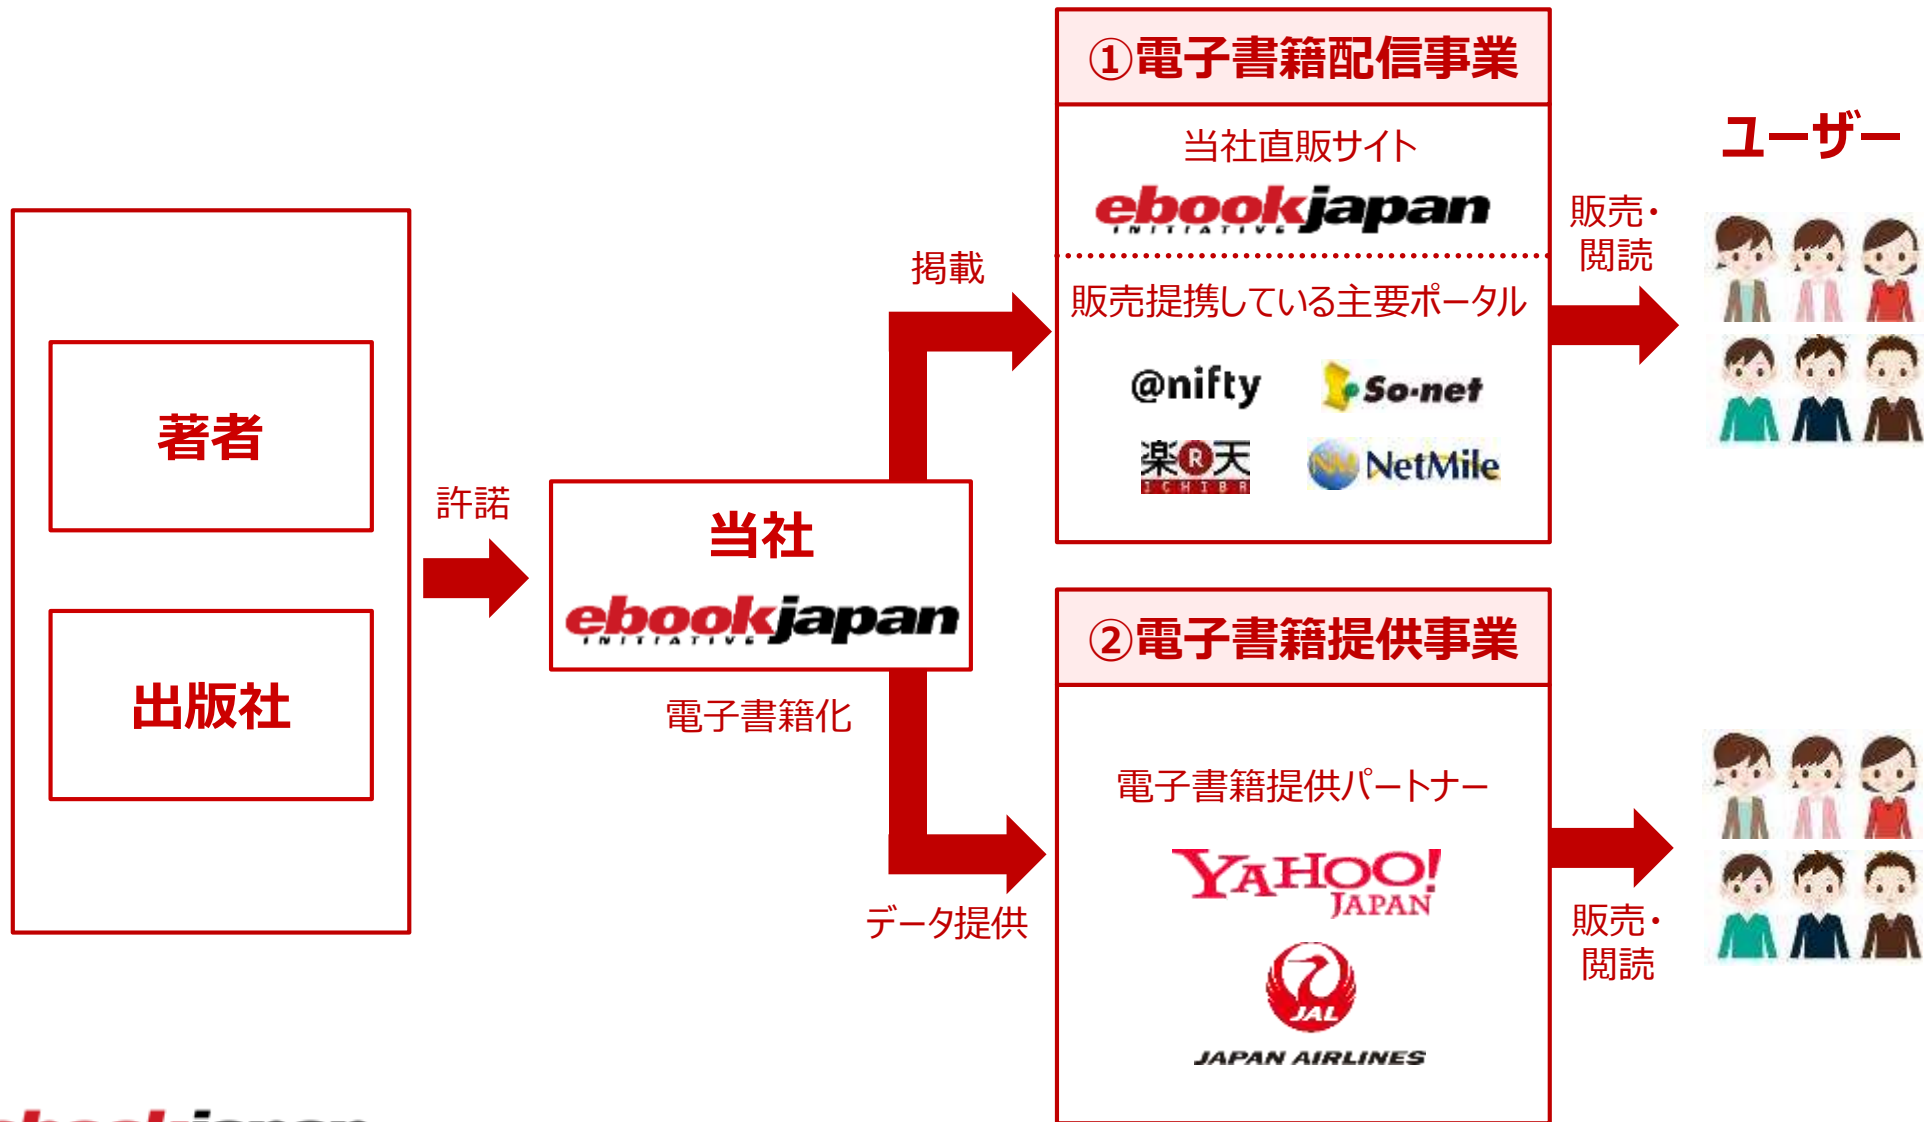 著者
出版社
許諾
当社
ebookjapan
INITIATIVE
電子書籍化
掲載
データ提供
①電子書籍配信事業
当社直販サイト
ebookjapan
INITIATIVE
販売提携している主要ポータル
@nifty
So-net
楽R天
ICHIBA
NM NetMile
販売・
閲読
ユーザー
②電子書籍提供事業
電子書籍提供パートナー
YAHOO!
JAPAN
JAL
JAPAN AIRLINES
販売・
閲読
ebookjapan